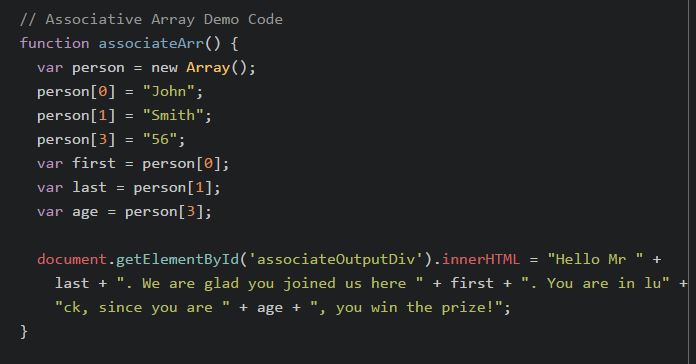 // Associative Array Demo Code
function associateArr() {
  var person = new Array();
  person[0] = "John";
  person[1] = "Smith";
  person[3] = "56";
  var first = person[0];
  var last = person[1];
  var age = person[3];

  document.getElementById('associateOutputDiv').innerHTML = "Hello Mr " +
    last + ". We are glad you joined us here " + first + ". You are in lu" +
    "ck, since you are " + age + ", you win the prize!";
}